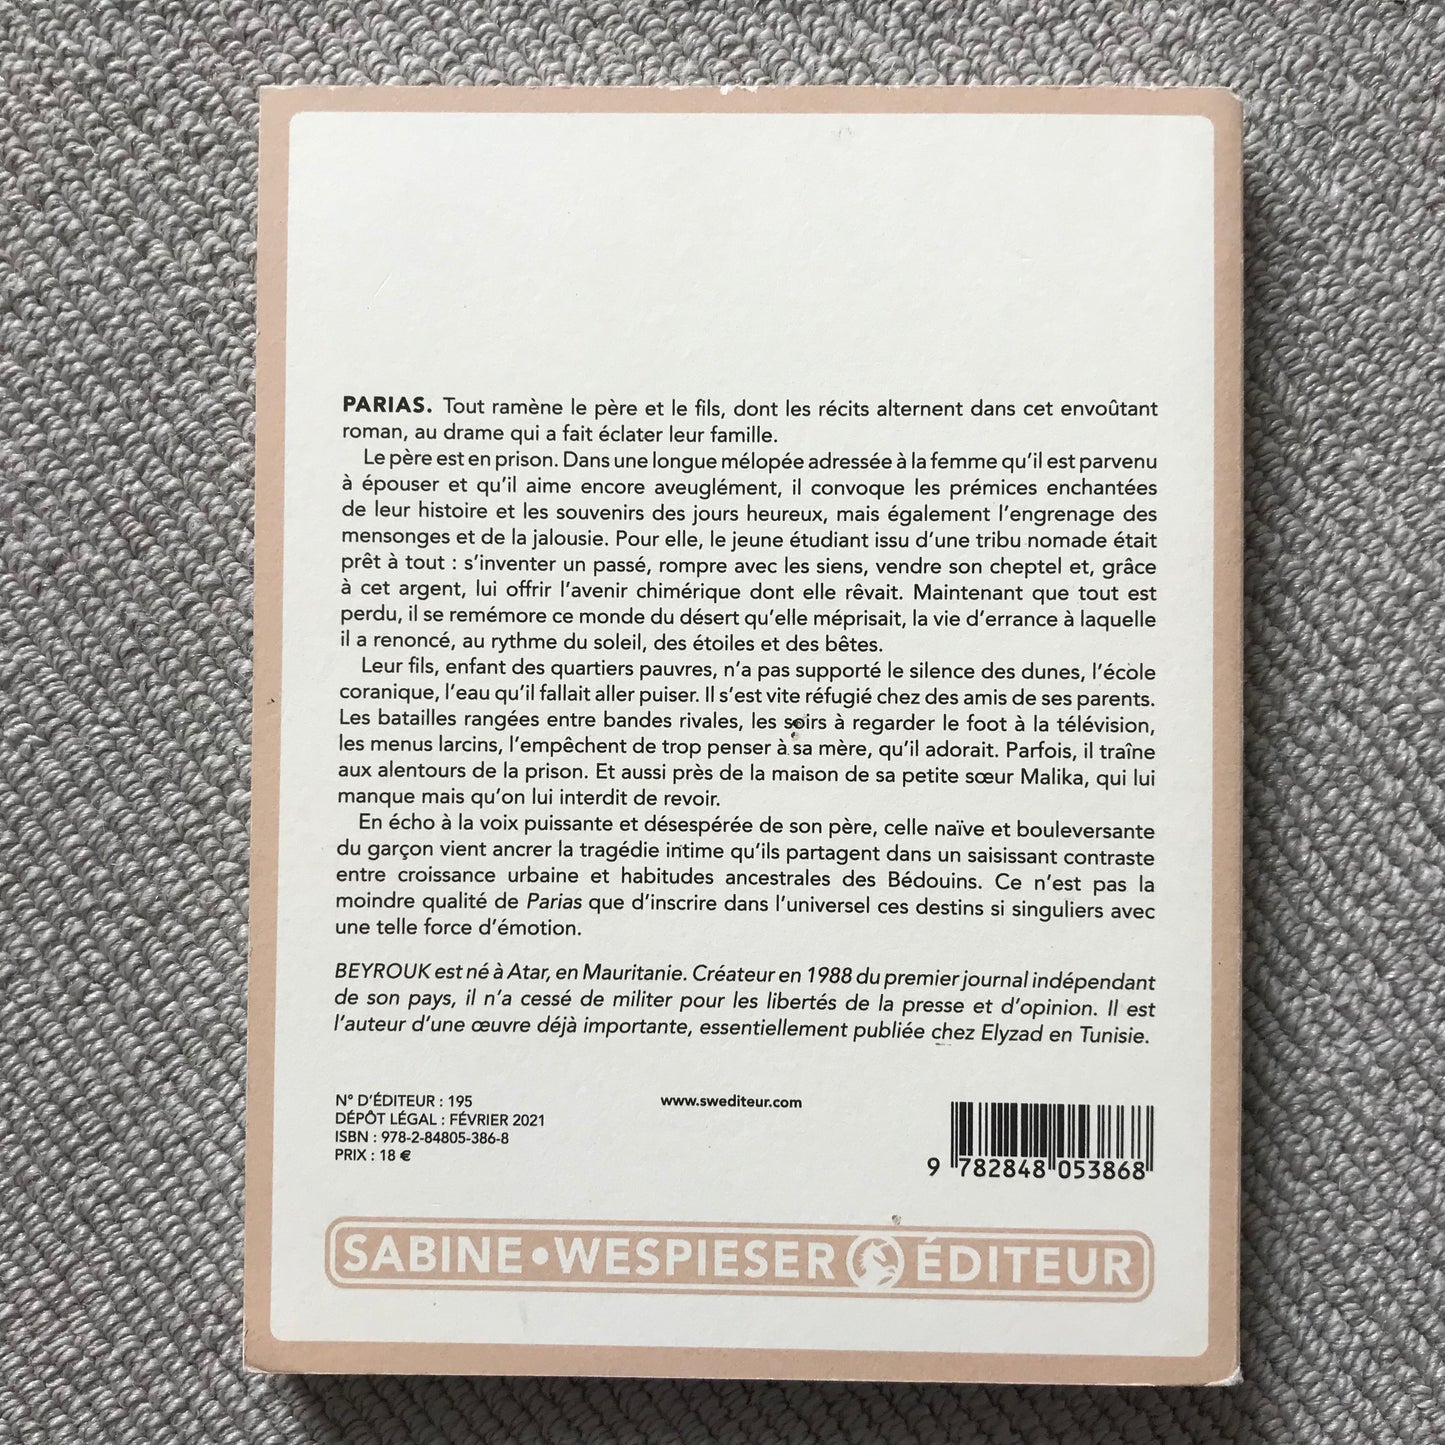 PARIAS. Tout ramène le père et le fils, dont les récits alternent dans cet envoûtant
roman, au drame qui a fait éclater leur famille.
Le père est en prison. Dans une longue mélopée adressée à la femme qu'il est parvenu
à épouser et qu'il aime encore aveuglément, il convoque les prémices enchantées
de leur histoire et les souvenirs des jours heureux, mais également l'engrenage des
mensonges et de la jalousie. Pour elle, le jeune étudiant issu d'une tribu nomade était
prêt à tout : s'inventer un passé, rompre avec les siens, vendre son cheptel et, grâce
à cet argent, lui offrir l'avenir chimérique dont elle rêvait. Maintenant que tout est
perdu, il se remémore ce monde du désert qu'elle méprisait, la vie d'errance à laquelle
il a renoncé, au rythme du soleil, des étoiles et des bêtes.
Leur fils, enfant des quartiers pauvres, n'a pas supporté le silence des dunes, l'école
coranique, l'eau qu'il fallait aller puiser. Il s'est vite réfugié chez des amis de ses parents.
Les batailles rangées entre bandes rivales, les soirs à regarder le foot à la télévision,
les menus larcins, l'empêchent de trop penser à sa mère, qu'il adorait. Parfois, il traîne
aux alentours de la prison. Et aussi près de la maison de sa petite sœur Malika, qui lui
manque mais qu'on lui interdit de revoir.
En écho à la voix puissante et désespérée de son père, celle naïve et bouleversante
du garçon vient ancrer la tragédie intime qu'ils partagent dans un saisissant contraste
entre croissance urbaine et habitudes ancestrales des Bédouins. Ce n'est pas la
moindre qualité de Parias que d'inscrire dans l'universel ces destins si singuliers avec
une telle force d'émotion.
BEYROUK est né à Atar, en Mauritanie. Créateur en 1988 du premier journal indépendant
de son pays, il n'a cessé de militer pour les libertés de la presse et d'opinion. Il est
l'auteur d'une œuvre déjà importante, essentiellement publiée chez Elyzad en Tunisie.
N° D'ÉDITEUR : 195
DÉPÔT LÉGAL : FÉVRIER 2021
ISBN : 978-2-84805-386-8
PRIX : 18 €
www.swediteur.com
9 782848 053868
SABINE • WESPIESER ÉDITEUR